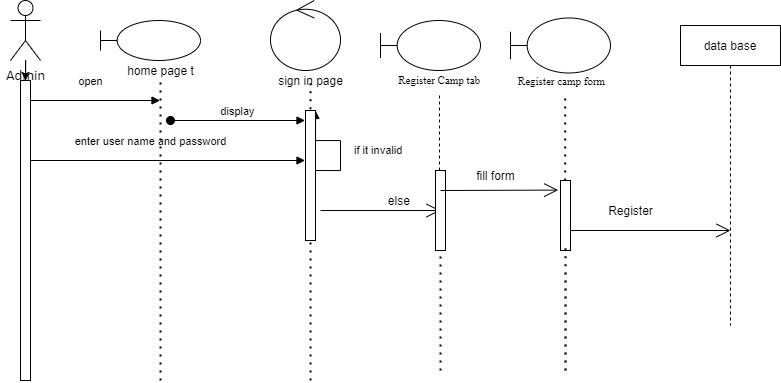 data base
Admin
home page t
sign in page
Register Camp tab
Register camp form
open
display
enter user name and password
if it invalid
fill form
else
Register